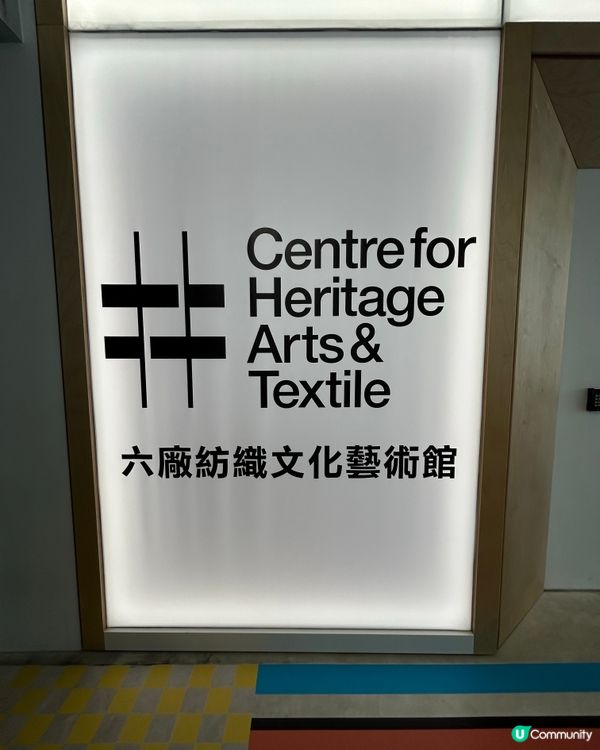 Centre for
Heritage
Arts &
Textile
六廠紡織文化藝術館
U Community